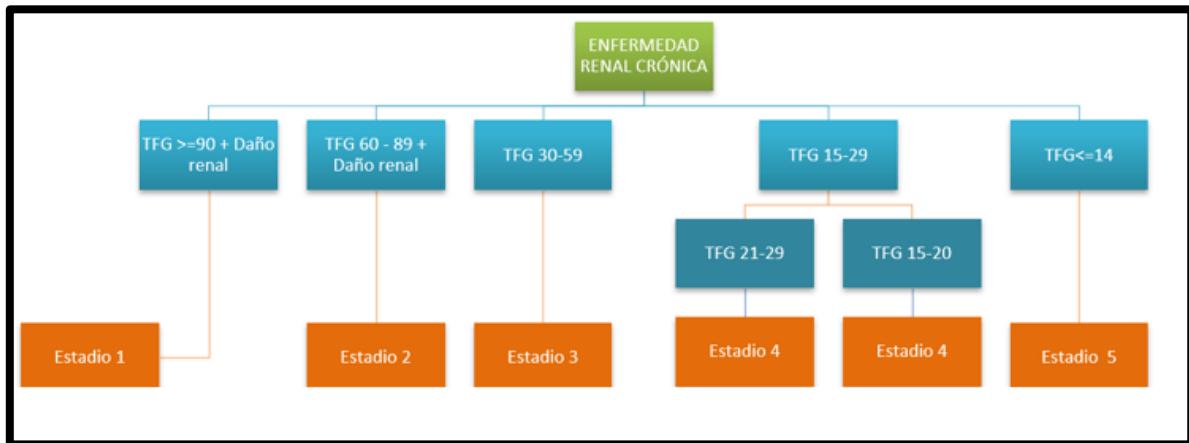 ENFERMEDAD
RENAL CRÓNICA
TFG >=90 + Daño
renal
TFG 60 - 89 +
Daño renal
TFG 30-59
TFG 15-29
TFG<=14
TFG 21-29
TFG 15-20
Estadio 1
Estadio 2
Estadio 3
Estadio 4
Estadio 4
Estadio 5